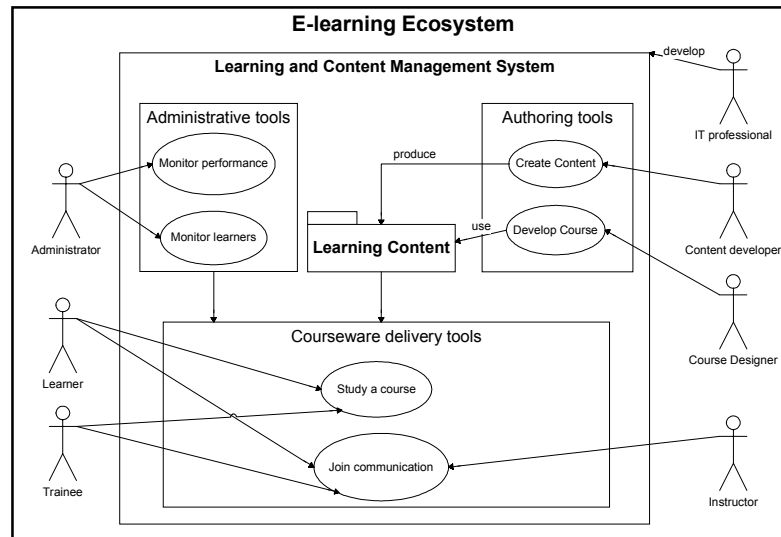 E-learning Ecosystem
Learning and Content Management System
develop
IT professional
Administrative tools
Authoring tools
Monitor performance
produce
Create Content
Administrator
Monitor learners
Learning Content
use
Develop Course
Content developer
Courseware delivery tools
Learner
Study a course
Course Designer
Trainee
Join communication
Instructor